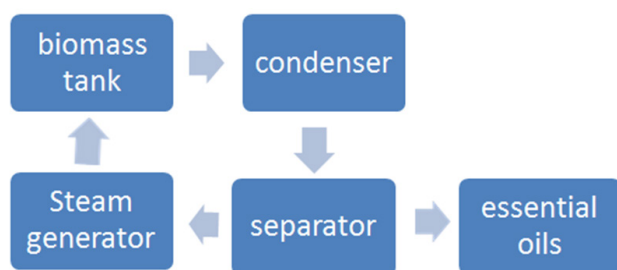 biomass
tank
condenser
Steam
generator
separator
essential
oils